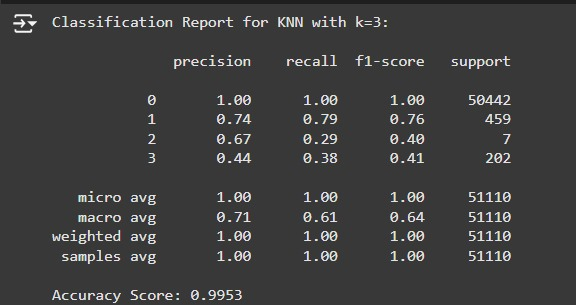 Classification Report for KNN with k=3:
precision recall f1-score support
0 1.00 1.00 1.00 50442
1 0.74 0.79 0.76 459
2 0.67 0.29 0.40 7
3 0.44 0.38 0.41 202
micro avg 1.00 1.00 1.00 51110
macro avg 0.71 0.61 0.64 51110
weighted avg 1.00 1.00 1.00 51110
samples avg 1.00 1.00 1.00 51110
Accuracy Score: 0.9953